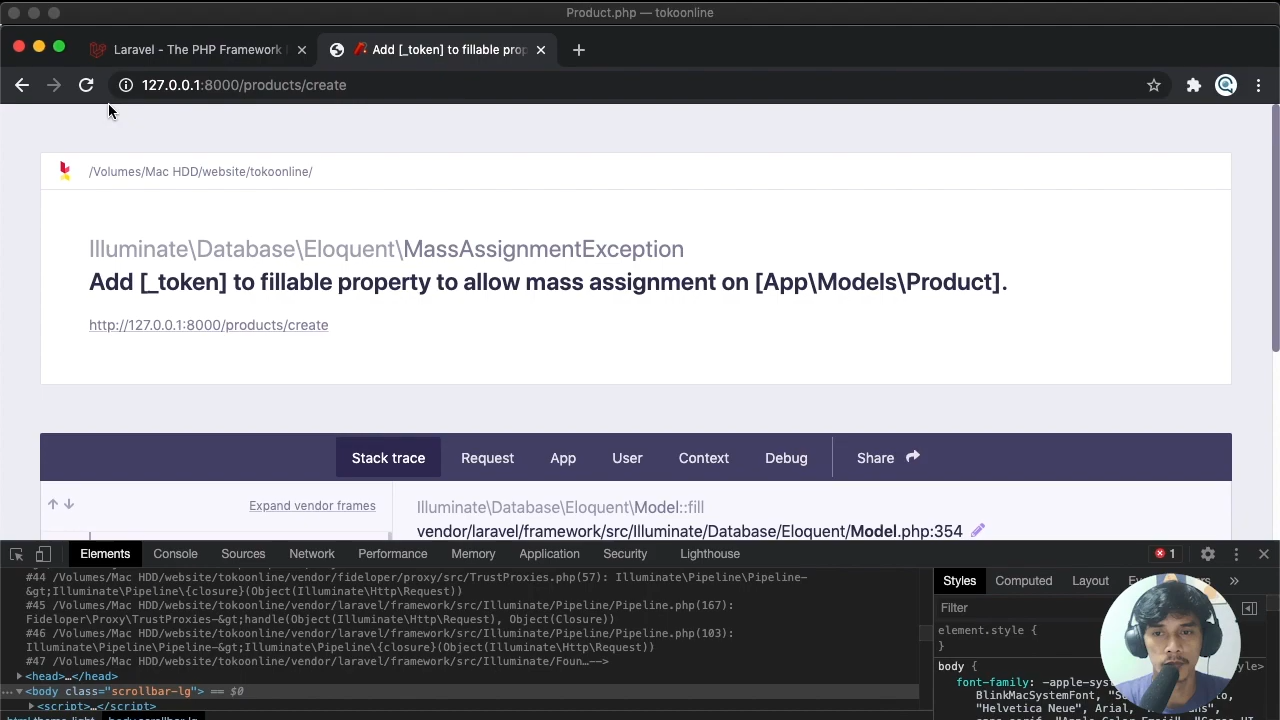 Product.php — tokoonline
Laravel - The PHP Framework
Add [_token] to fillable prop
127.0.0.1:8000/products/create
/Volumes/Mac HDD/website/tokoonline/
Illuminate\Database\Eloquent\MassAssignmentException
Add [_token] to fillable property to allow mass assignment on [App\Models\Product].
http://127.0.0.1:8000/products/create
Stack trace
Request
App
User
Context
Debug
Share
Expand vendor frames
Illuminate\Database\Eloquent\Model::fill
vendor/laravel/framework/src/Illuminate/Database/Eloquent/Model.php:354
Elements
Console
Sources
Network
Performance
Memory
Application
Security
Lighthouse
1
#44 /Volumes/Mac HDD/website/tokoonline/vendor/fideloper/proxy/src/TrustProxies.php(57): Illuminate\Pipeline\Pipeline-
&gt;Illuminate\Pipeline\{closure}(Object(Illuminate\Http\Request))
#45 /Volumes/Mac HDD/website/tokoonline/vendor/laravel/framework/src/Illuminate/Pipeline/Pipeline.php(167):
Fideloper\Proxy\TrustProxies-&gt;handle(Object(Illuminate\Http\Request), Object(Closure))
#46 /Volumes/Mac HDD/website/tokoonline/vendor/laravel/framework/src/Illuminate/Pipeline/Pipeline.php(103):
Illuminate\Pipeline\Pipeline-&gt;Illuminate\Pipeline\{closure}(Object(Illuminate\Http\Request))
#47 /Volumes/Mac HDD/website/tokoonline/vendor/laravel/framework/src/Illuminate/Foun…-->
<head>…</head>
<body class="scrollbar-lg"> == $0
<script>…</script>
Styles
Computed
Layout
Filter
element.style {
}
body {
font-family: -apple-sys
BlinkMacSystemFont,
"Helvetica Neue", Arial,